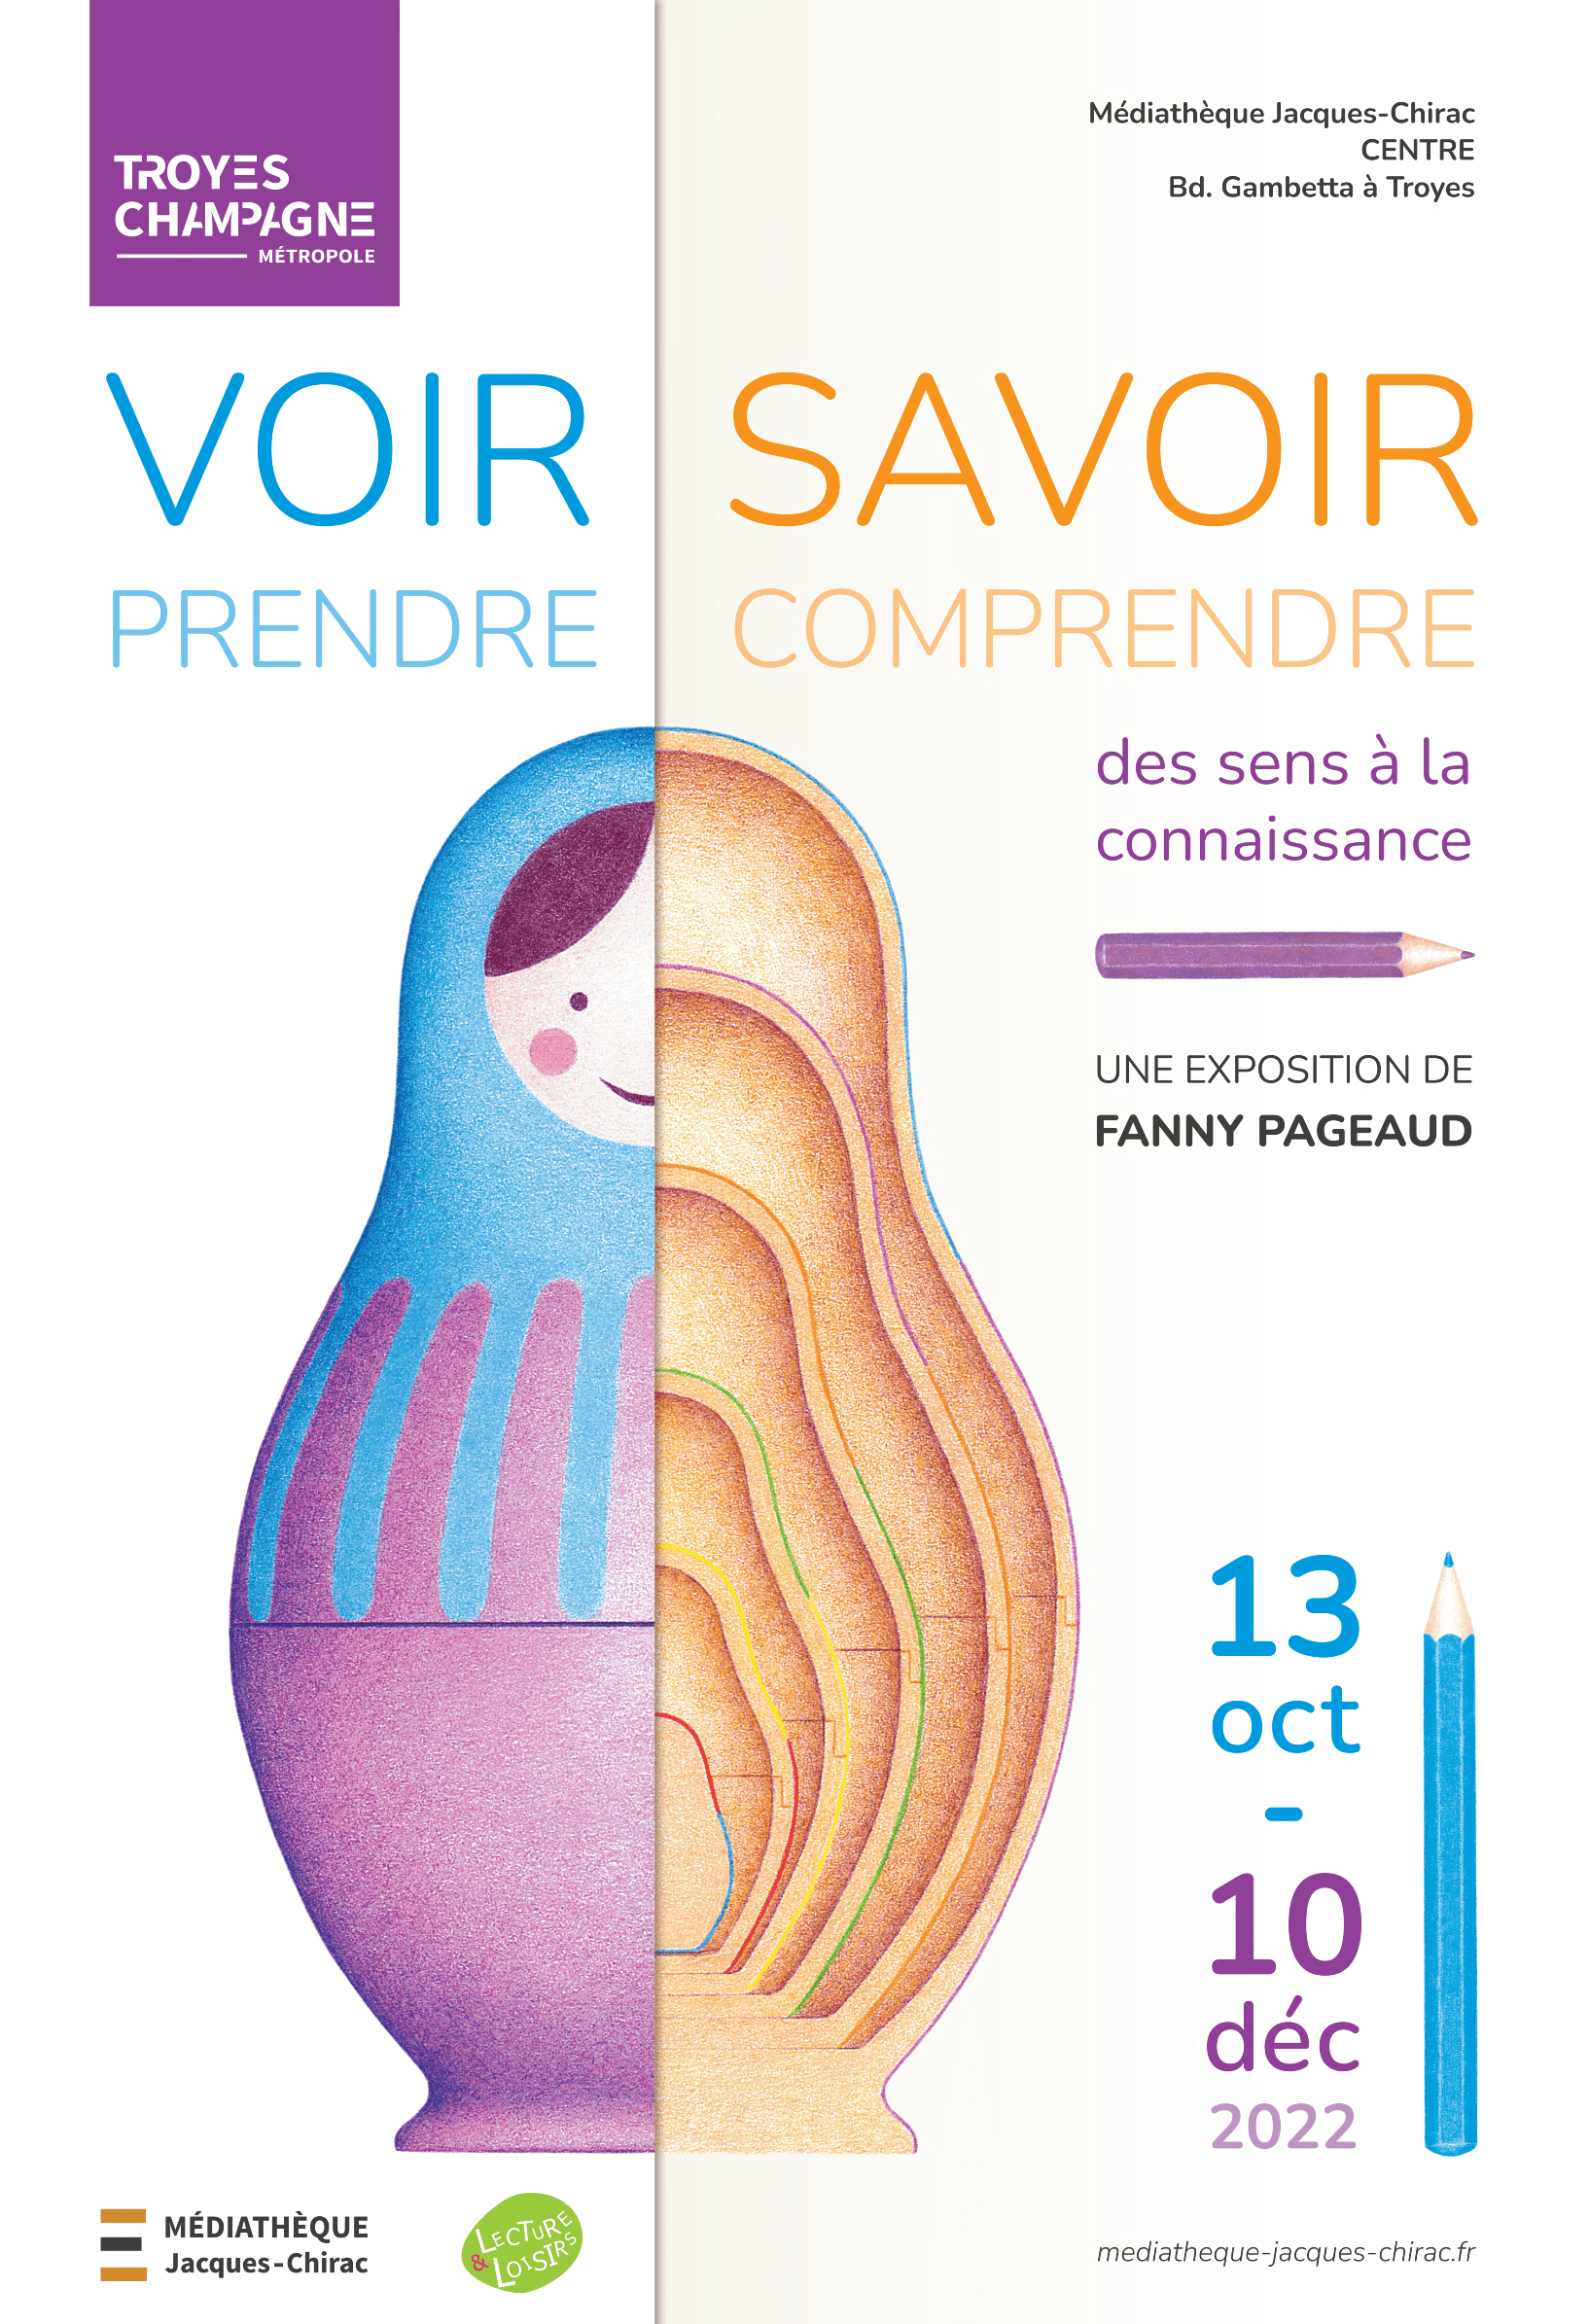 TROYES
CHAMPAGNE
MÉTROPOLE
Médiathèque Jacques-Chirac
CENTRE
Bd. Gambetta à Troyes
VOIR SAVOIR
PRENDRE COMPRENDRE
des sens à la
connaissance
UNE EXPOSITION DE
FANNY PAGEAUD
13
oct
-
10
déc
2022
MÉDIATHÈQUE
Jacques-Chirac
LECTURE
& LOISIRS
mediatheque-jacques-chirac.fr